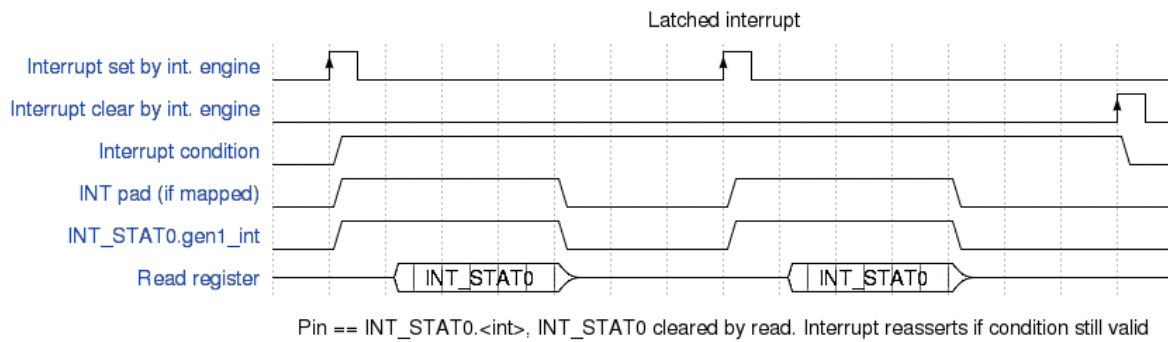 Latched interrupt
Interrupt set by int. engine
Interrupt clear by int. engine
Interrupt condition
INT pad (if mapped)
INT_STAT0.gen1_int
Read register
INT_STAT0
INT_STAT0
Pin == INT_STAT0.<int>, INT_STAT0 cleared by read. Interrupt reasserts if condition still valid